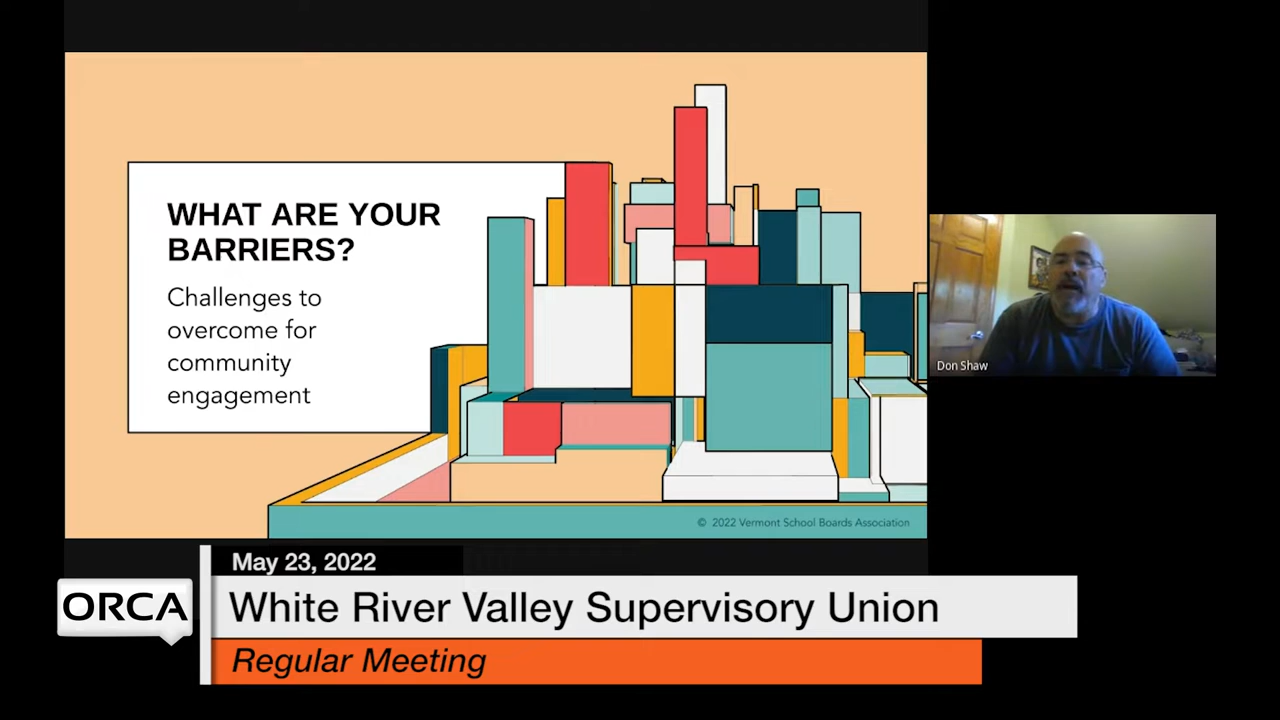 WHAT ARE YOUR
BARRIERS?
Challenges to
overcome for
community
engagement
© 2022 Vermont School Boards Association
Don Shaw
May 23, 2022
ORCA
White River Valley Supervisory Union
Regular Meeting